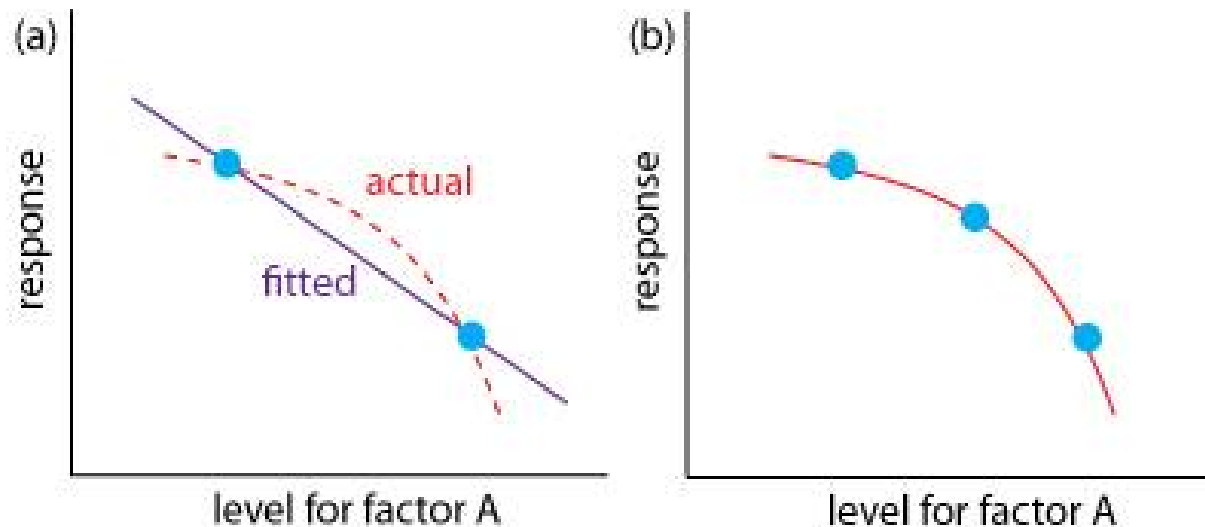 (a)
response
actual
fitted
level for factor A
(b)
response
level for factor A